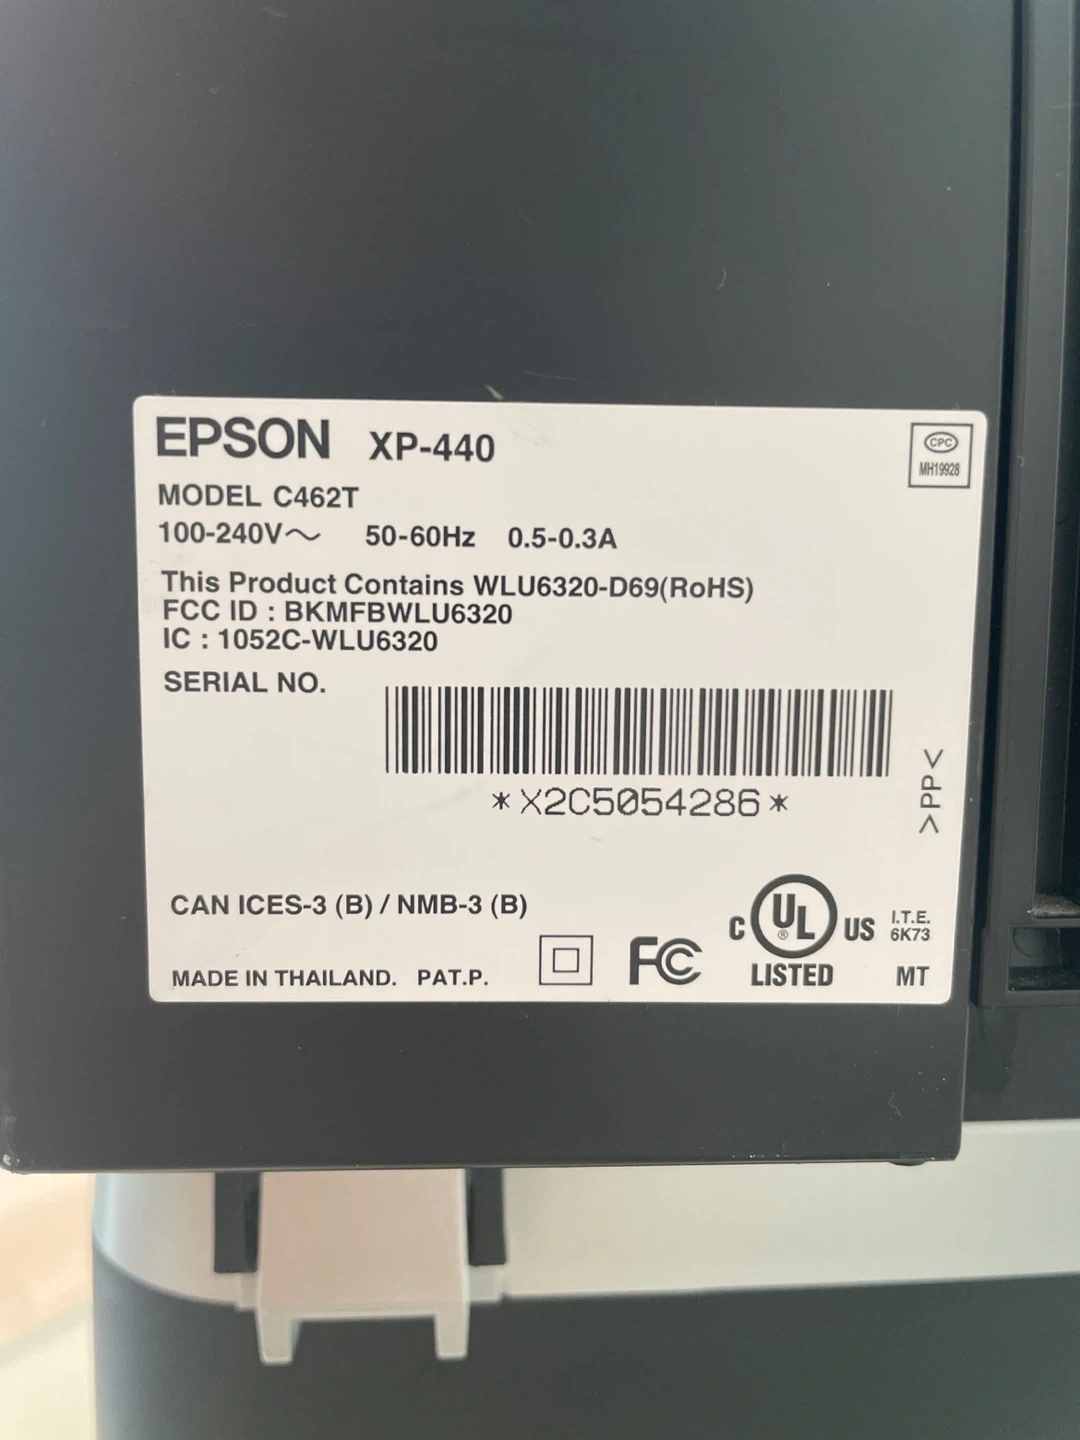 EPSON XP-440
CPC
MH19928
MODEL C462T
100-240V～ 50-60Hz 0.5-0.3A
This Product Contains WLU6320-D69(RoHS)
FCC ID : BKMFBWLU6320
IC : 1052C-WLU6320
SERIAL NO.
*X2C5054286*
>PP<
CAN ICES-3 (B) / NMB-3 (B)
MADE IN THAILAND. PAT.P.
FC
C UL ® US
LISTED
I.T.E.
6K73
MT